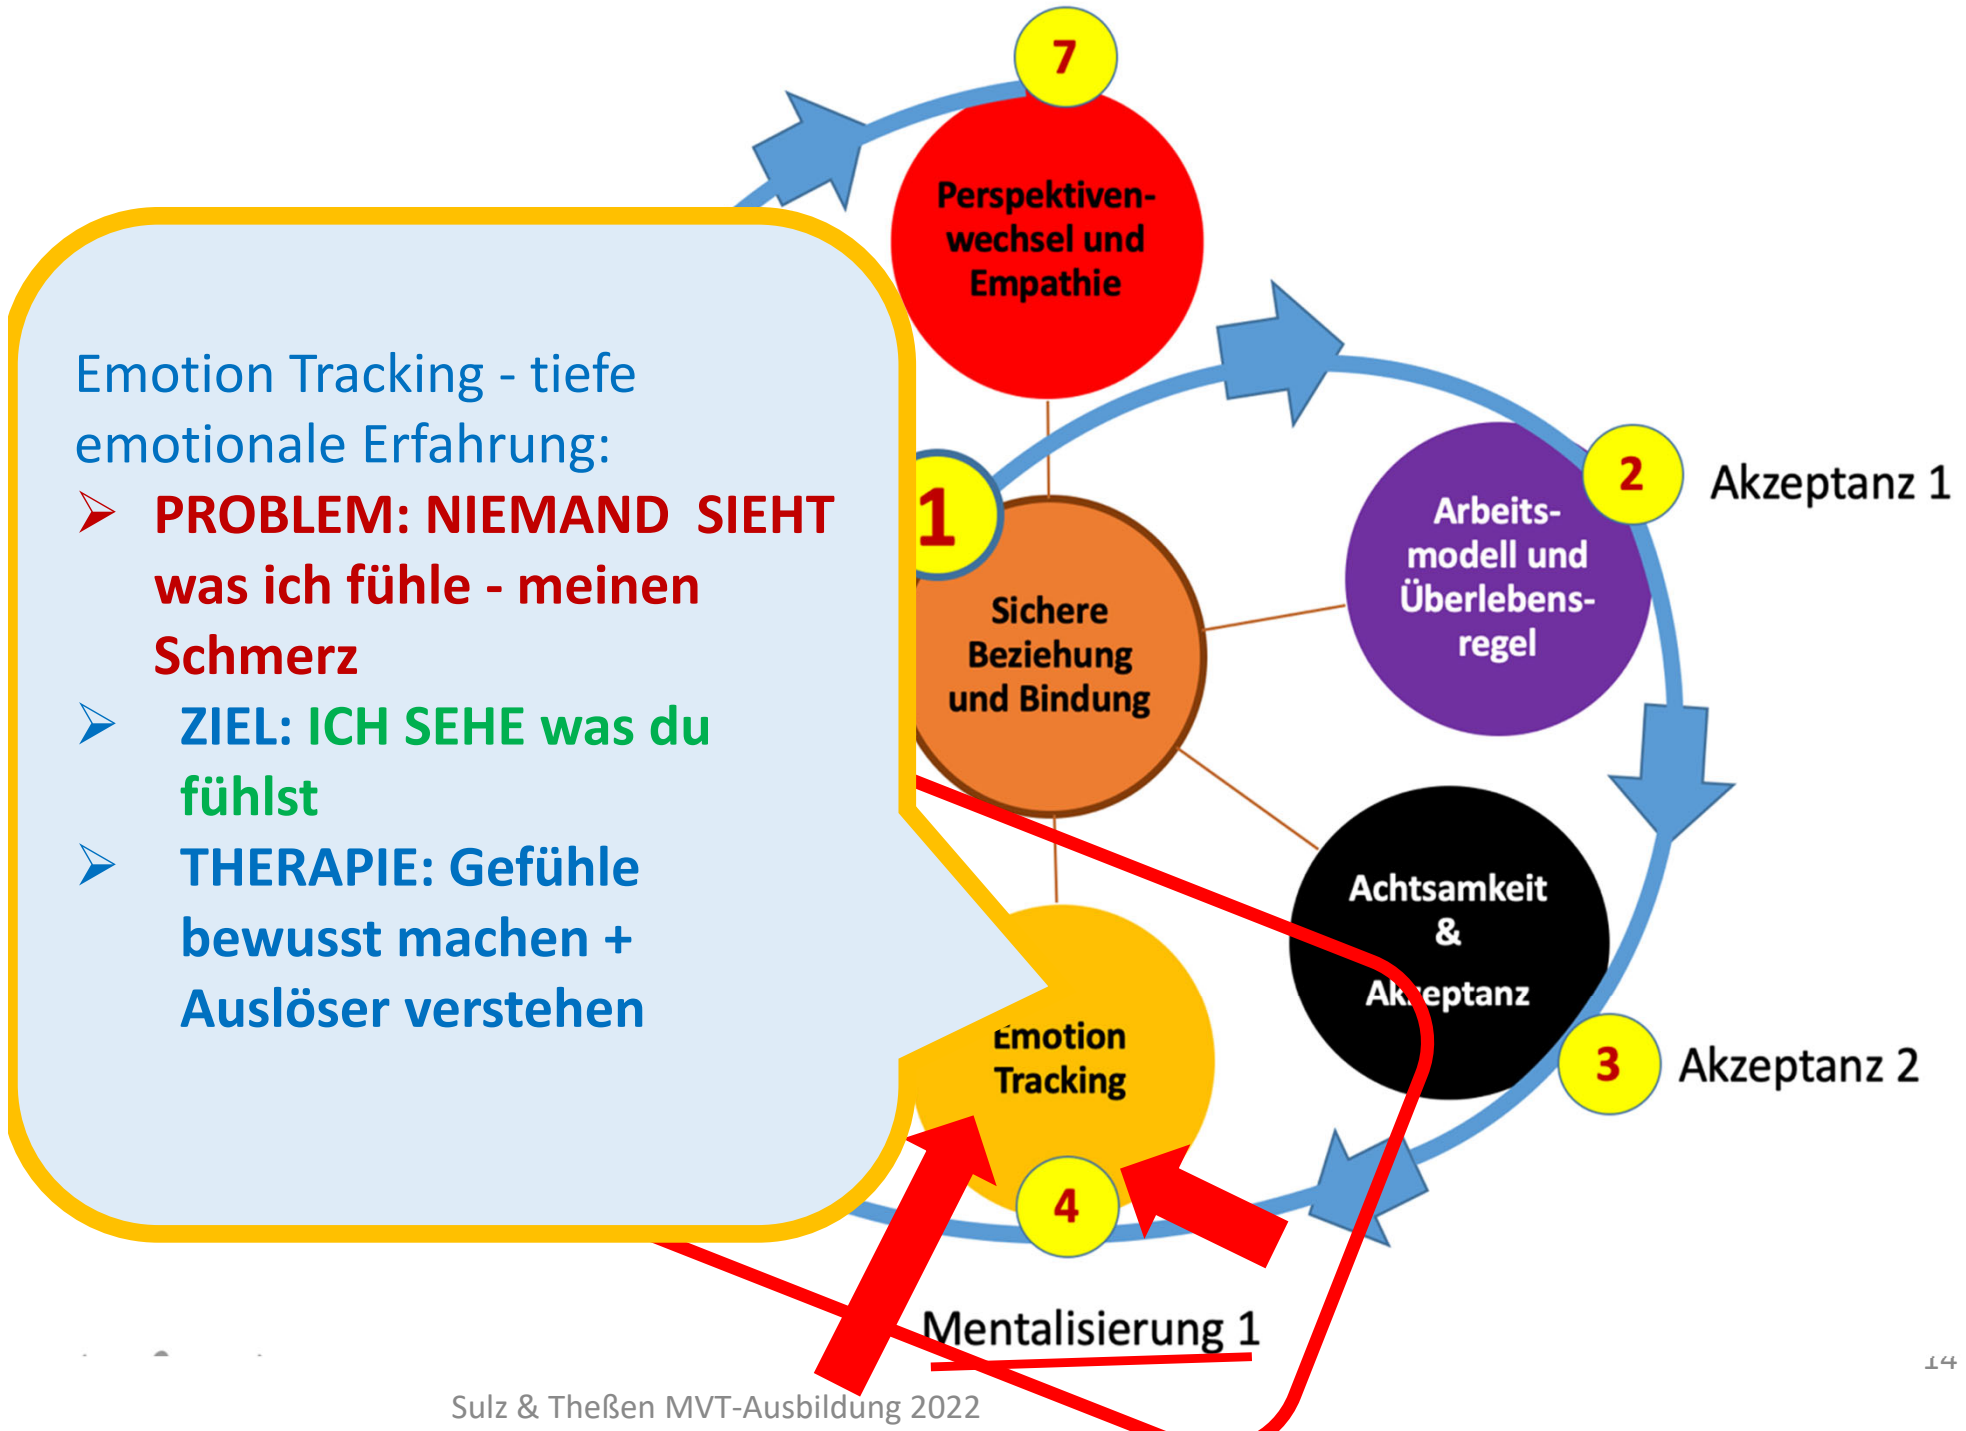 7
Perspektiven-
wechsel und
Empathie
Emotion Tracking - tiefe
emotionale Erfahrung:
PROBLEM: NIEMAND SIEHT
was ich fühle - meinen
Schmerz
ZIEL: ICH SEHE was du
fühlst
THERAPIE: Gefühle
bewusst machen +
Auslöser verstehen
1
Sichere
Beziehung
und Bindung
2
Akzeptanz 1
Arbeits-
modell und
Überlebens-
regel
Achtsamkeit
&
Akzeptanz
3
Akzeptanz 2
Emotion
Tracking
4
Mentalisierung 1
14
Sulz & Theßen MVT-Ausbildung 2022